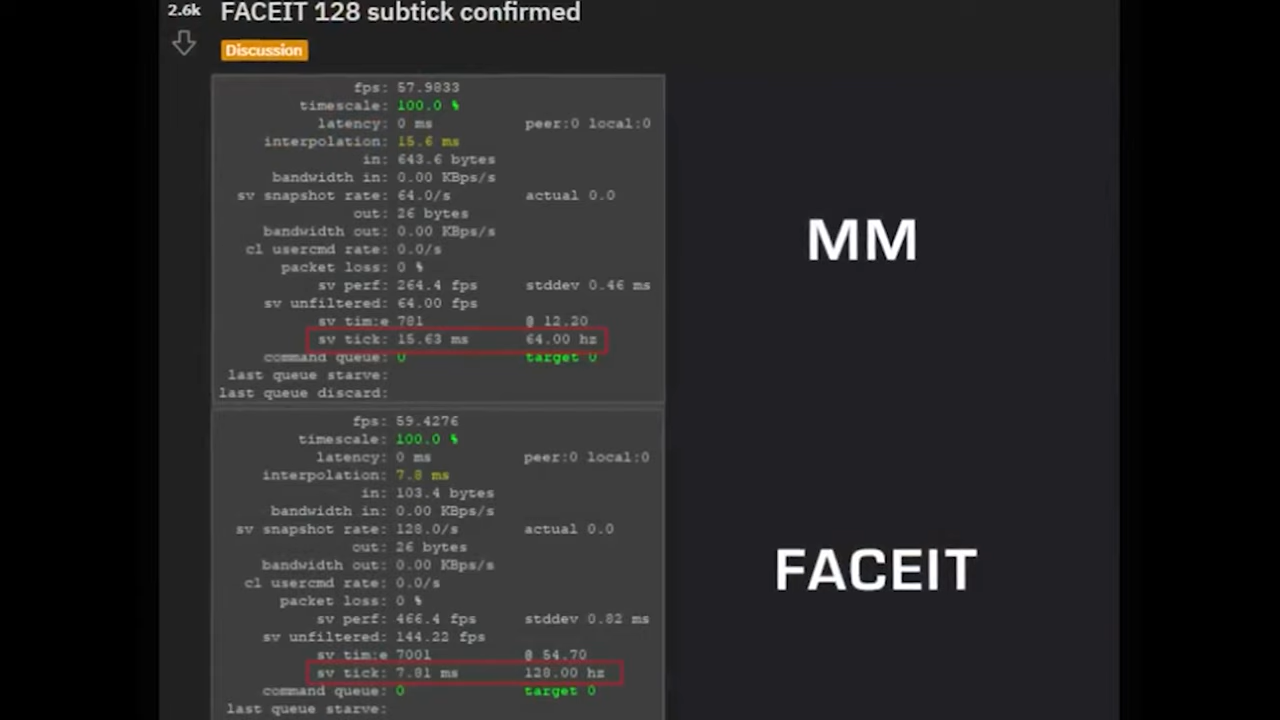 2.6k FACEIT 128 subtick confirmed
Discussion
fps: 57.9833
timescale: 100.0 %
latency: 0 ms peer:0 local:0
interpolation: 15.6 ms
in: 643.6 bytes
bandwidth in: 0.00 KBps/s
sv snapshot rate: 64.0/s actual 0.0
out: 26 bytes
bandwidth out: 0.00 KBps/s
cl usercmd rate: 0.0/s
packet loss: 0 %
sv perf: 264.4 fps stddev 0.46 ms
sv unfiltered: 64.00 fps
sv tim:e 781 @ 12.20
sv tick: 15.63 ms 64.00 hz
command queue: 0 target 0
last queue starve:
last queue discard:
MM
fps: 59.4276
timescale: 100.0 %
latency: 0 ms peer:0 local:0
interpolation: 7.8 ms
in: 103.4 bytes
bandwidth in: 0.00 KBps/s
sv snapshot rate: 128.0/s actual 0.0
out: 26 bytes
bandwidth out: 0.00 KBps/s
cl usercmd rate: 0.0/s
packet loss: 0 %
sv perf: 466.4 fps stddev 0.82 ms
sv unfiltered: 144.22 fps
sv tim:e 7001 @ 54.70
sv tick: 7.81 ms 128.00 hz
command queue: 0 target 0
last queue starve:
FACEIT